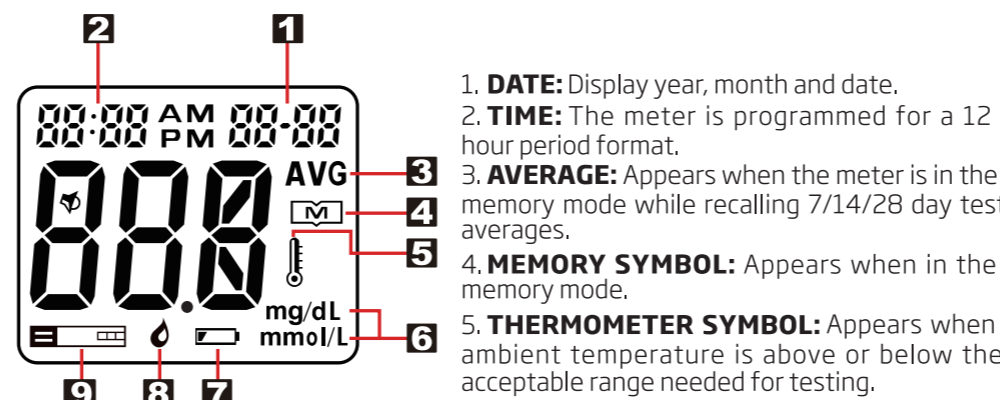 2 1
88:88 AM 88-88
PM
AVG 3
888 M 4
5
mg/dL
mmol/L 6
9 8 7
1. DATE: Display year, month and date.
2. TIME: The meter is programmed for a 12
hour period format.
3. AVERAGE: Appears when the meter is in the
memory mode while recalling 7/14/28 day test
averages.
4. MEMORY SYMBOL: Appears when in the
memory mode.
5. THERMOMETER SYMBOL: Appears when
ambient temperature is above or below the
acceptable range needed for testing.